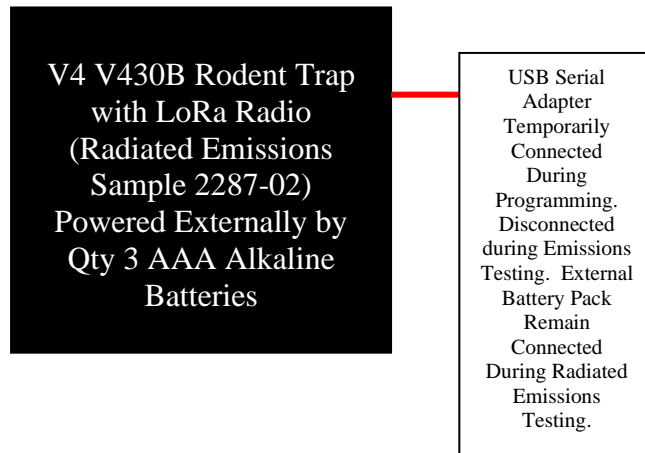 V4 V430B Rodent Trap
with LoRa Radio
(Radiated Emissions
Sample 2287-02)
Powered Externally by
Qty 3 AAA Alkaline
Batteries
USB Serial
Adapter
Temporarily
Connected
During
Programming.
Disconnected
during Emissions
Testing.  External
Battery Pack
Remain
Connected
During Radiated
Emissions
Testing.